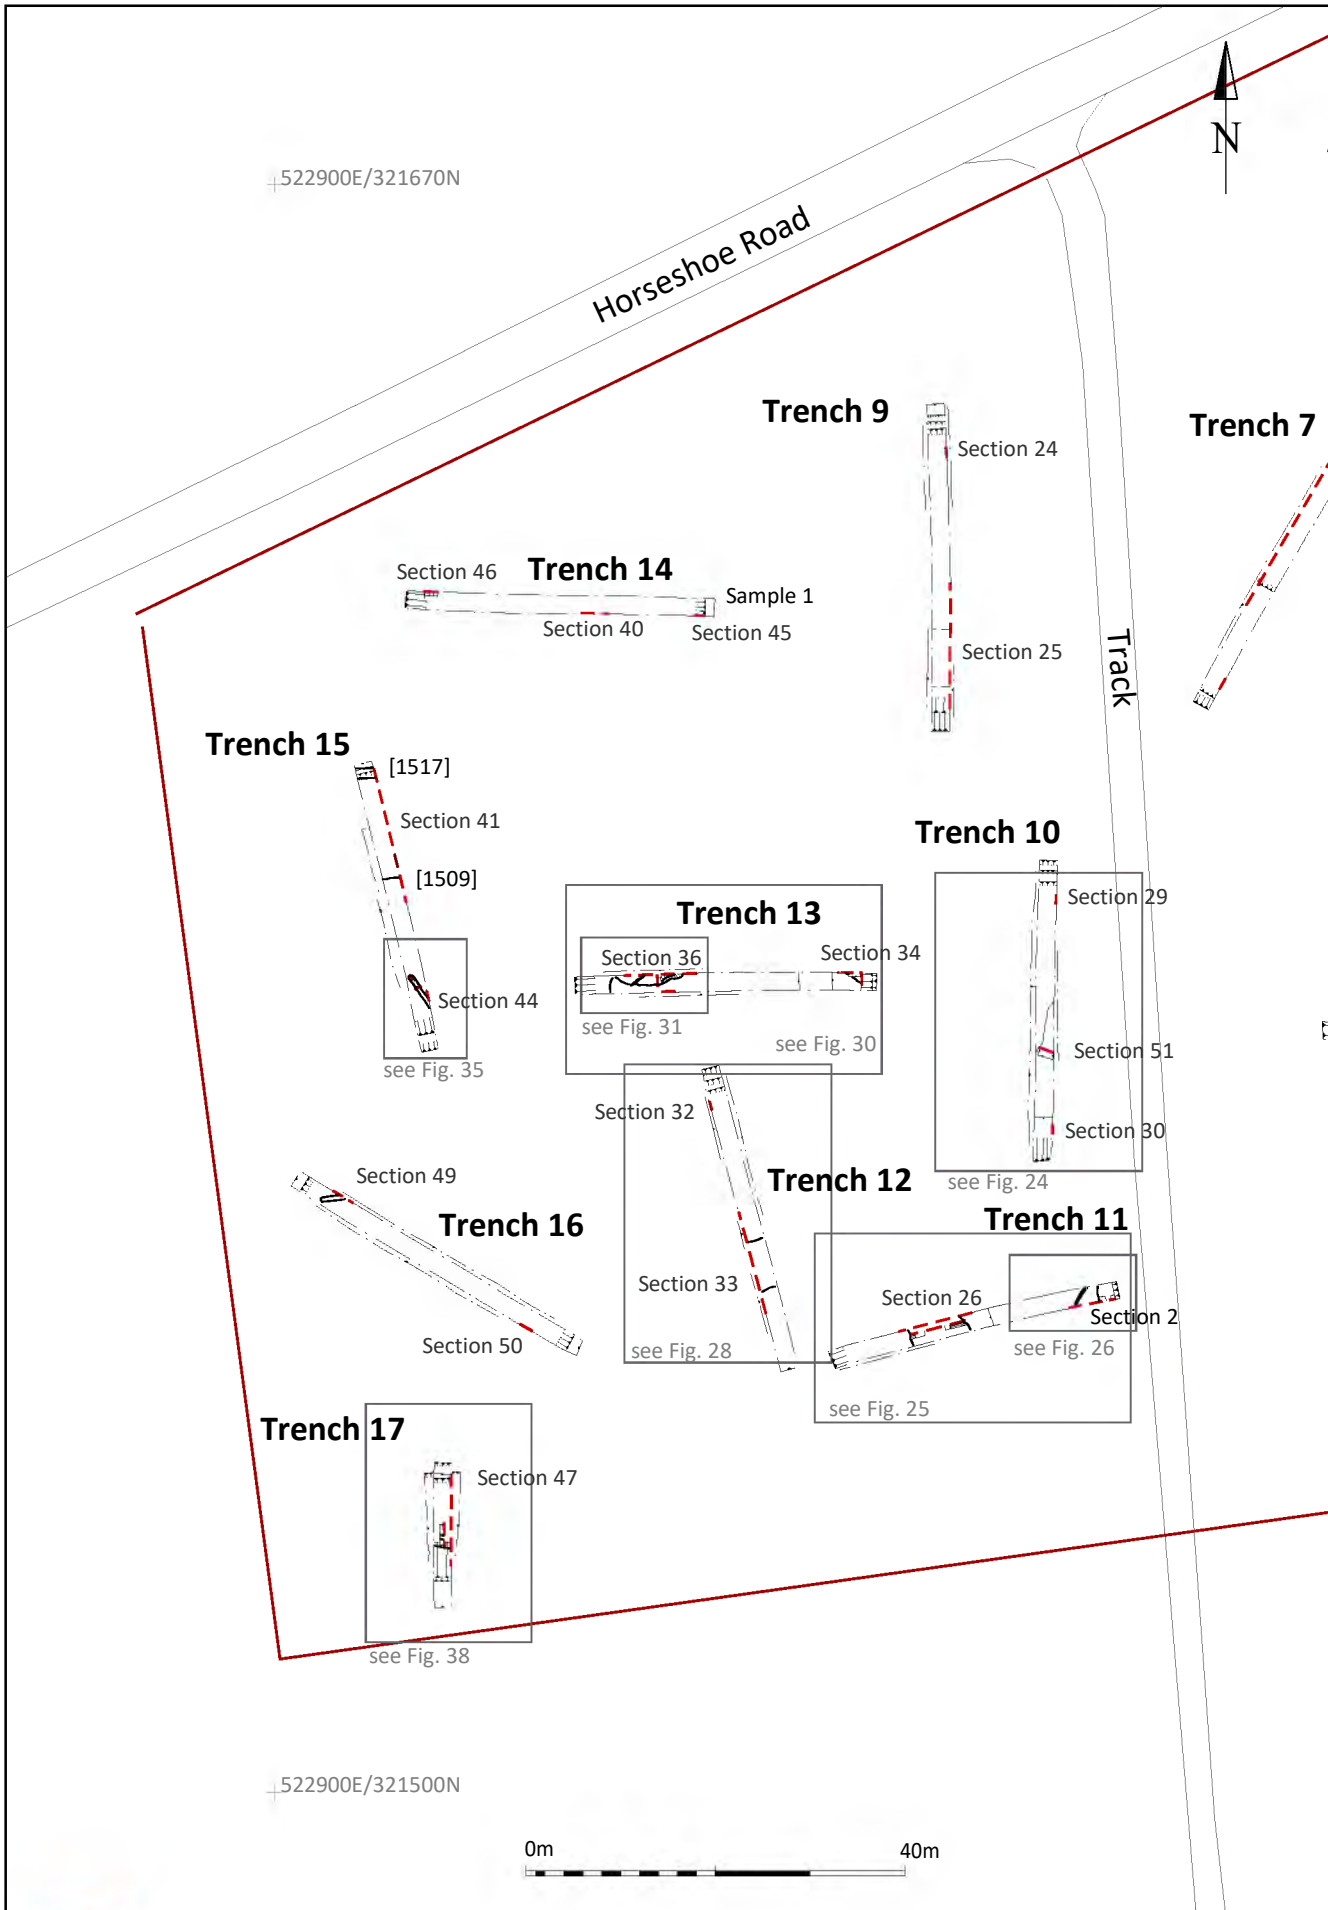 N
522900E/321670N
Horseshoe Road
Trench 9
Trench 7
Section 24
Section 46
Trench 14
Sample 1
Section 40
Section 45
Section 25
Track
Trench 15
[1517]
Section 41
Trench 10
[1509]
Section 29
Trench 13
Section 36
Section 34
Section 44
see Fig. 31
see Fig. 30
Section 51
see Fig. 35
Section 32
Section 30
Section 49
Trench 12
see Fig. 24
Trench 16
Trench 11
Section 33
Section 26
Section 2
Section 50
see Fig. 28
see Fig. 26
see Fig. 25
Trench 17
Section 47
see Fig. 38
522900E/321500N
0m
40m